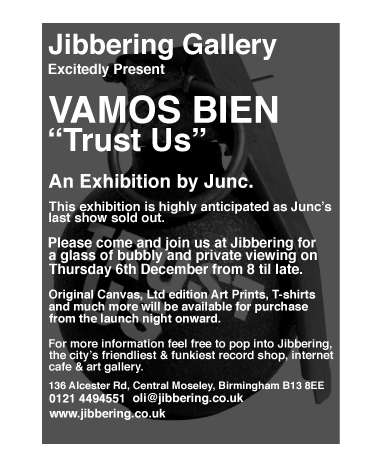 Jibbering Gallery
Excitedly Present
VAMOS BIEN
“Trust Us”
An Exhibition by Junc.
This exhibition is highly anticipated as Junc’s
last show sold out.
Please come and join us at Jibbering for
a glass of bubbly and private viewing on
Thursday 6th December from 8 til late.
Original Canvas, Ltd edition Art Prints, T-shirts
and much more will be available for purchase
from the launch night onward.
For more information feel free to pop into Jibbering,
the city’s friendliest & funkiest record shop, internet
cafe & art gallery.
136 Alcester Rd, Central Moseley, Birmingham B13 8EE
0121 4494551 oli@jibbering.co.uk
www.jibbering.co.uk